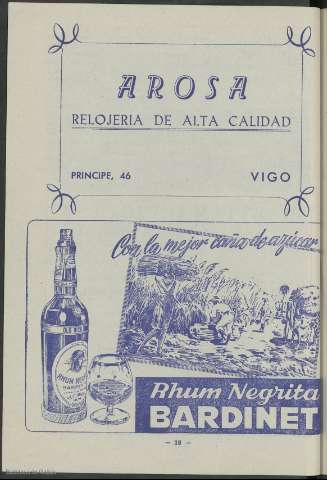 AROSA
RELOJERIA DE ALTA CALIDAD
PRINCIPE, 46 VIGO
Con la mejor caña de azúcar
RHUM
Rhum Negrita
BARDINET
— 38 —